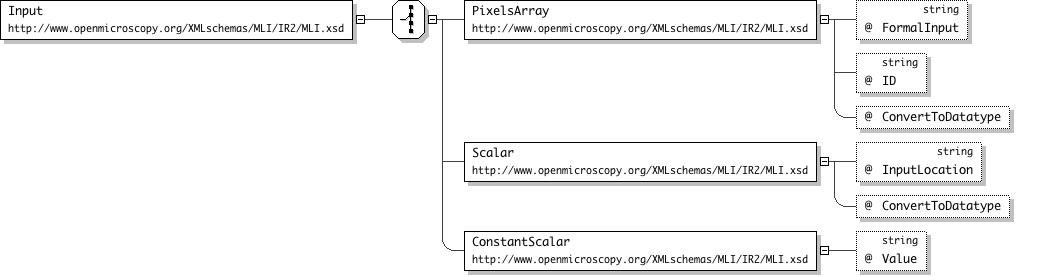 Input
http://www.openmicroscopy.org/XMLschemas/MLI/IR2/MLI.xsd
PixelsArray
http://www.openmicroscopy.org/XMLschemas/MLI/IR2/MLI.xsd
string
@ FormalInput
string
@ ID
@ ConvertToDatatype
Scalar
http://www.openmicroscopy.org/XMLschemas/MLI/IR2/MLI.xsd
string
@ InputLocation
@ ConvertToDatatype
ConstantScalar
http://www.openmicroscopy.org/XMLschemas/MLI/IR2/MLI.xsd
string
@ Value